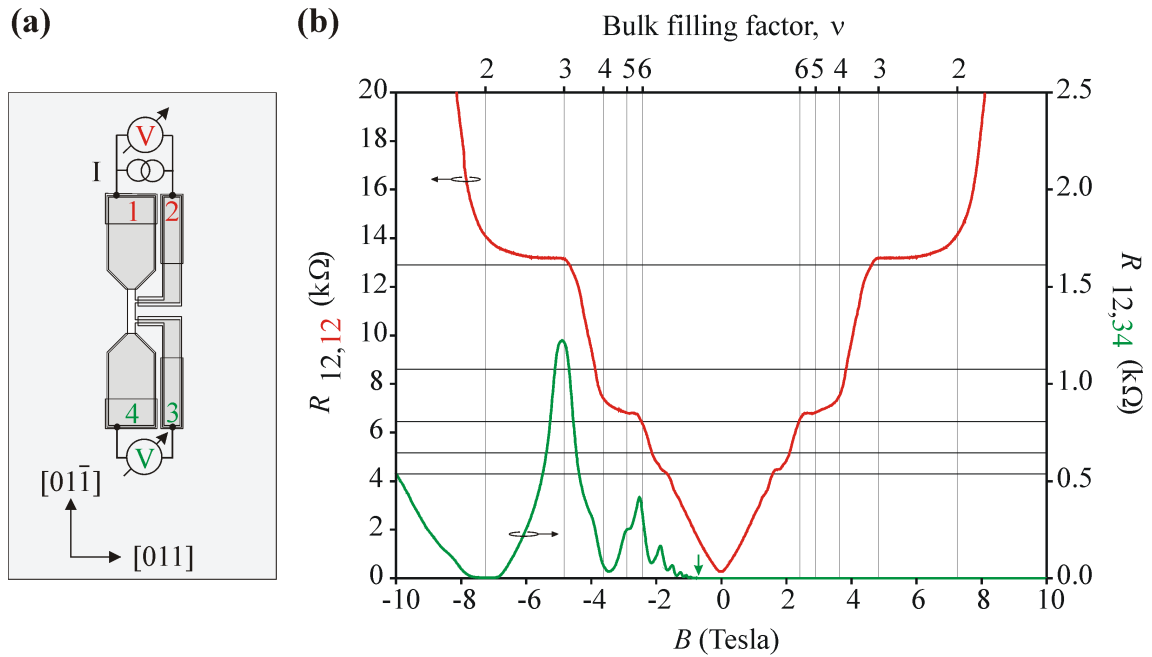 (a)
V
I
1 2
4 3
V
[011̅]
[011]
(b)
Bulk filling factor, ν
2 3 4 5 6 6 5 4 3 2
20
18
16
14
12
10
8
6
4
2
0
R 12,12 (kΩ)
2.5
2.0
1.5
1.0
0.5
0.0
R 12,34 (kΩ)
-10 -8 -6 -4 -2 0 2 4 6 8 10
B (Tesla)